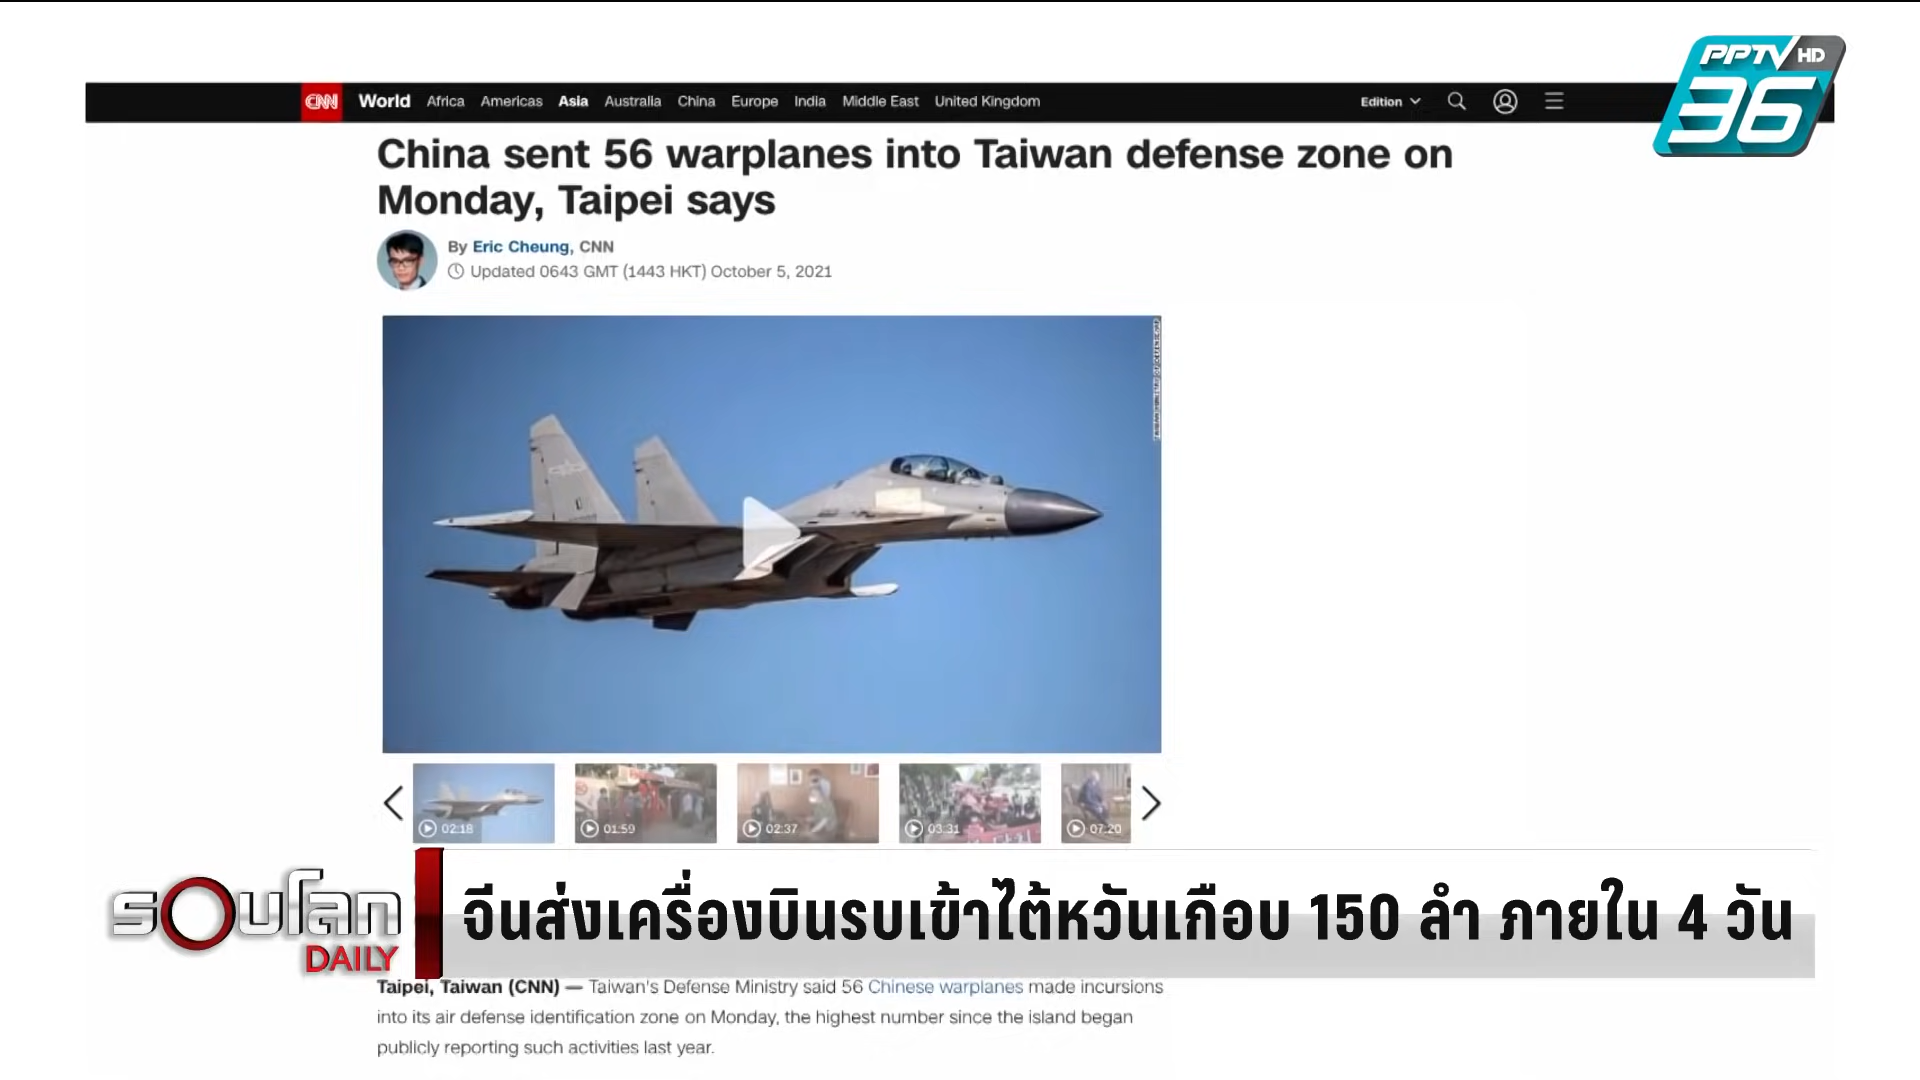 PPTV HD
36
CNN World Africa Americas Asia Australia China Europe India Middle East United Kingdom Edition
China sent 56 warplanes into Taiwan defense zone on
Monday, Taipei says
By Eric Cheung, CNN
Updated 0643 GMT (1443 HKT) October 5, 2021
02:18 01:59 02:37 03:31 07:20
รอบโลก
DAILY
จีนส่งเครื่องบินรบเข้าไต้หวันเกือบ 150 ลำ ภายใน 4 วัน
Taipei, Taiwan (CNN) — Taiwan's Defense Ministry said 56 Chinese warplanes made incursions
into its air defense identification zone on Monday, the highest number since the island began
publicly reporting such activities last year.